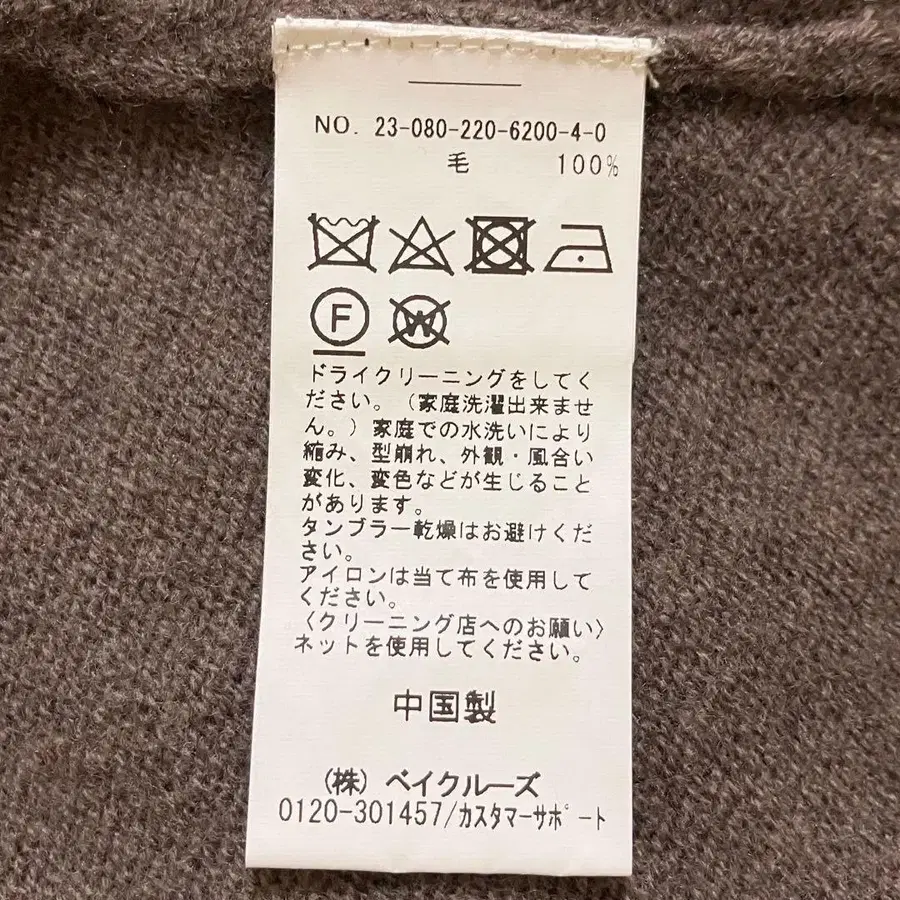 NO. 23-080-220-6200-4-0
毛 100%
F W
ドライクリーニングをしてく
ださい。(家庭洗濯出来ませ
ん。)家庭での水洗いにより
縮み、型崩れ、外観・風合い
変化、変色などが生じること
があります。
タンブラー乾燥はお避けくだ
さい。
アイロンは当て布を使用して
ください。
〈クリーニング店へのお願い〉
ネットを使用してください。
中国製
(株) ベイクルーズ
0120-301457/カスタマーサポート